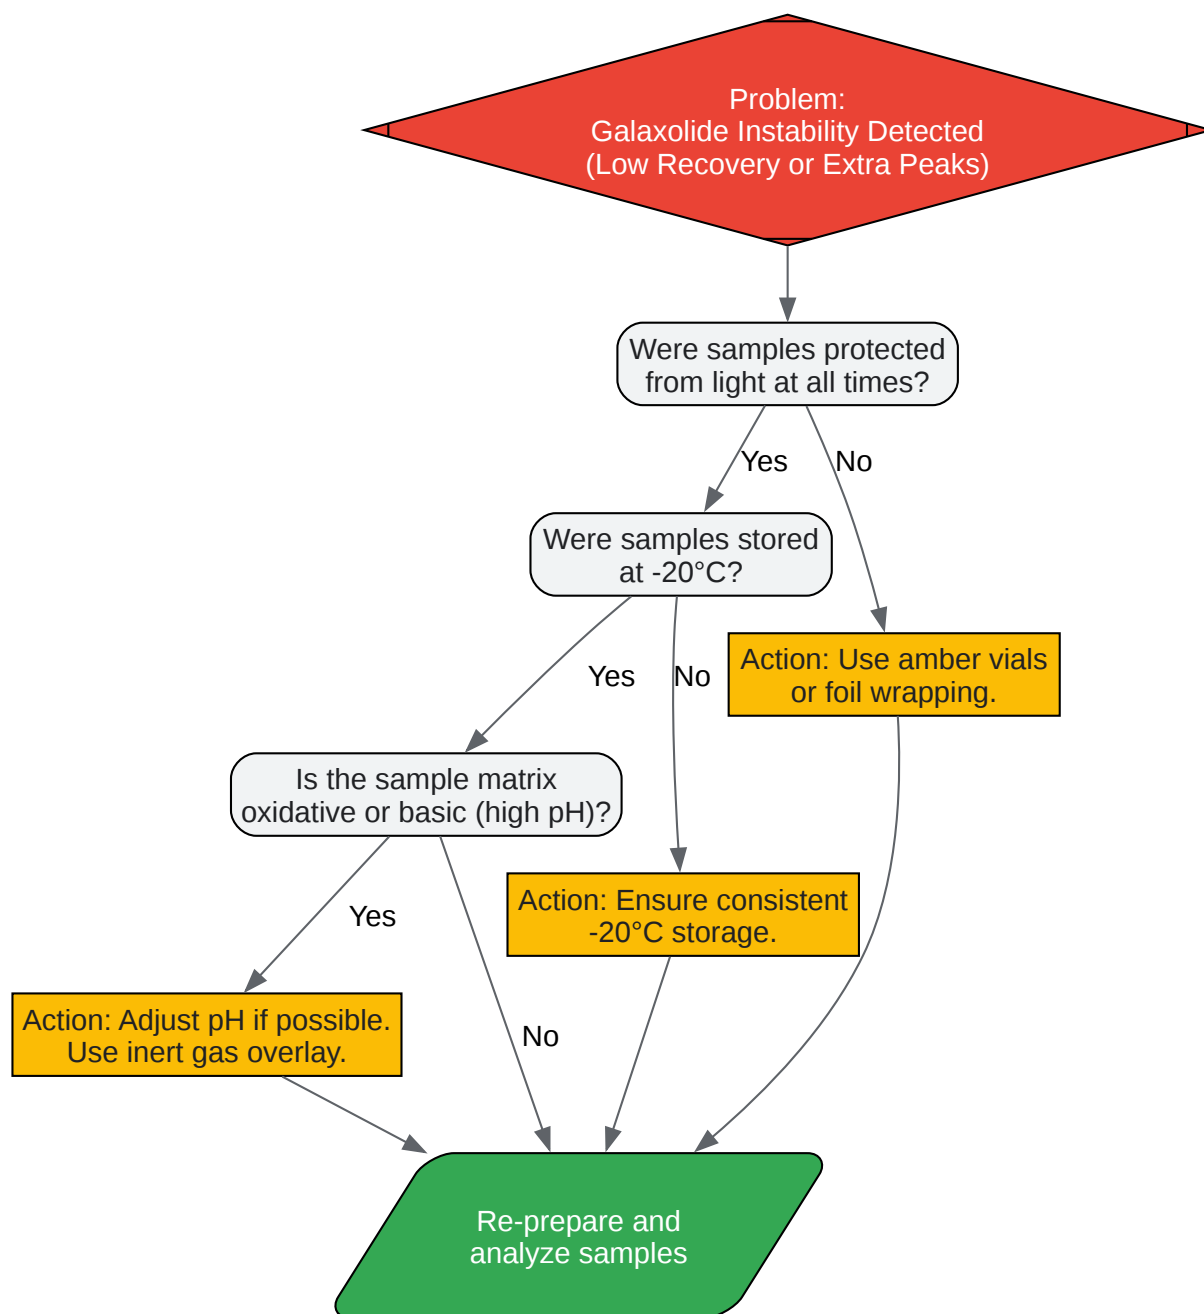 Problem:
Galaxolide Instability Detected
(Low Recovery or Extra Peaks)
Were samples protected
from light at all times?
Yes
No
Were samples stored
at -20°C?
Yes
No
Action: Use amber vials
or foil wrapping.
Is the sample matrix
oxidative or basic (high pH)?
Yes
No
Action: Ensure consistent
-20°C storage.
Action: Adjust pH if possible.
Use inert gas overlay.
Re-prepare and
analyze samples